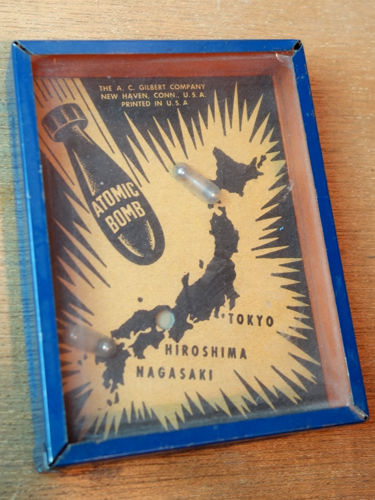 THE A. C. GILBERT COMPANY
NEW HAVEN, CONN., U.S.A.
PRINTED IN U.S.A
ATOMIC
BOMB
TOKYO
HIROSHIMA
NAGASAKI